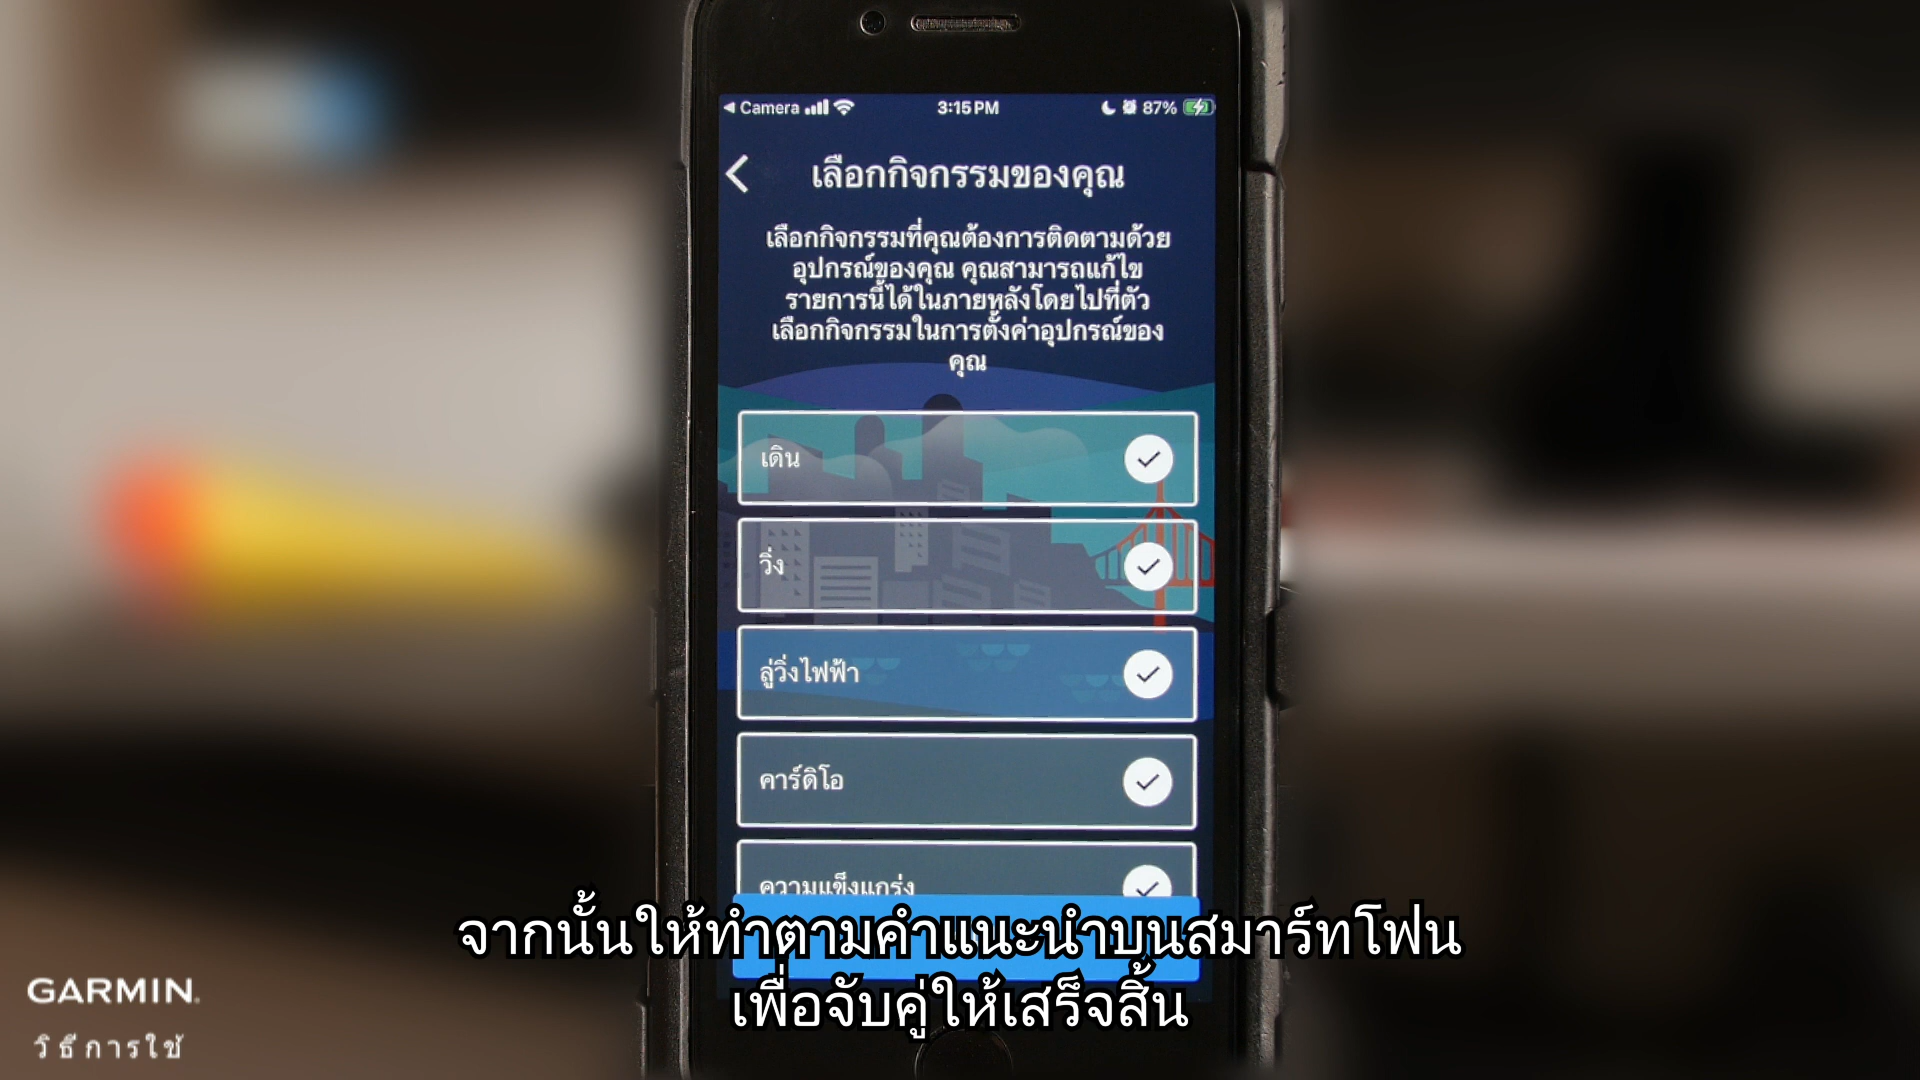 Camera 3:15 PM 87%
เลือกกิจกรรมของคุณ
เลือกกิจกรรมที่คุณต้องการติดตามด้วย
อุปกรณ์ของคุณ คุณสามารถแก้ไข
รายการนี้ได้ในภายหลังโดยไปที่ตัว
เลือกกิจกรรมในการตั้งค่าอุปกรณ์ของ
คุณ
เดิน
วิ่ง
ลู่วิ่งไฟฟ้า
คาร์ดิโอ
ความแข็งแกร่ง
จากนั้นให้ทำตามคำแนะนำบนสมาร์ทโฟน
เพื่อจับคู่ให้เสร็จสิ้น
GARMIN.
วิธีการใช้